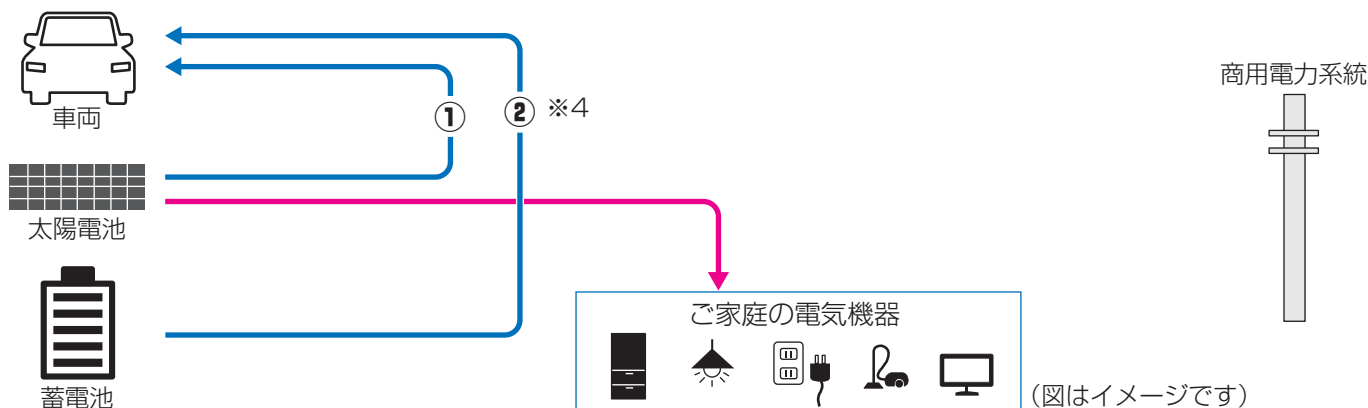 車両
① ② ※4
商用電力系統
太陽電池
ご家庭の電気機器
蓄電池
(図はイメージです)